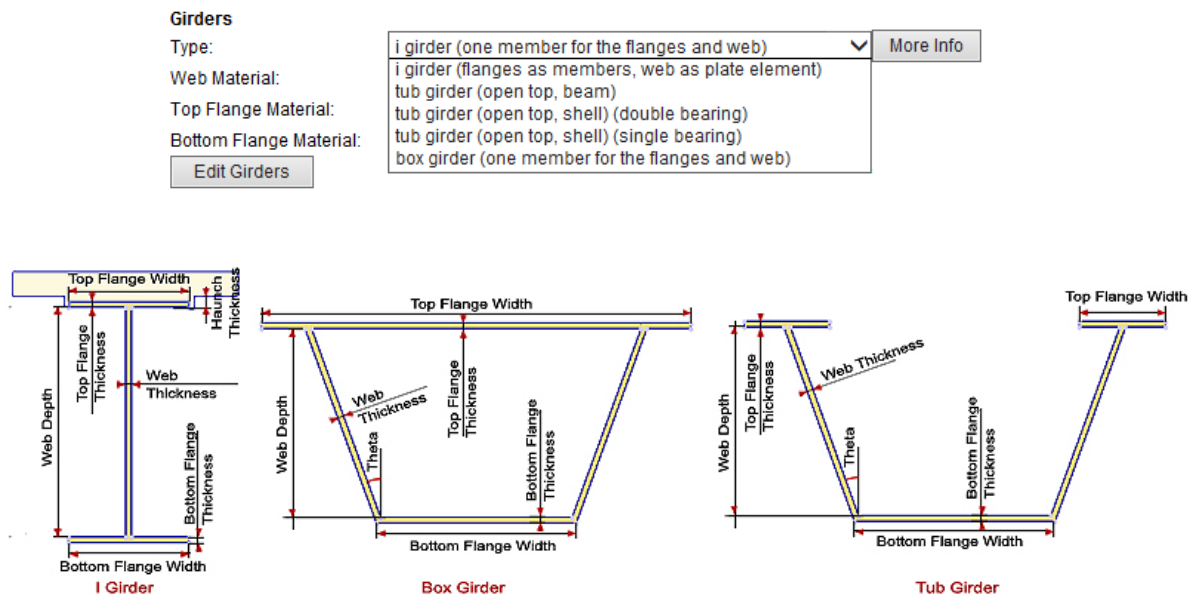 Girders
Type:
i girder (one member for the flanges and web)
More Info
i girder (flanges as members, web as plate element)
Web Material:
tub girder (open top, beam)
Top Flange Material:
tub girder (open top, shell) (double bearing)
Bottom Flange Material:
tub girder (open top, shell) (single bearing)
box girder (one member for the flanges and web)
Edit Girders
Top Flange Width
Haunch
Thickness
Top Flange
Thickness
Web
Thickness
Web Depth
Bottom Flange
Thickness
Bottom Flange Width
I Girder
Top Flange Width
Web Depth
Web
Thickness
Theta
Top Flange
Thickness
Bottom Flange
Thickness
Bottom Flange Width
Box Girder
Top Flange Width
Web Depth
Top Flange
Thickness
Web Thickness
Theta
Bottom Flange
Thickness
Bottom Flange Width
Tub Girder